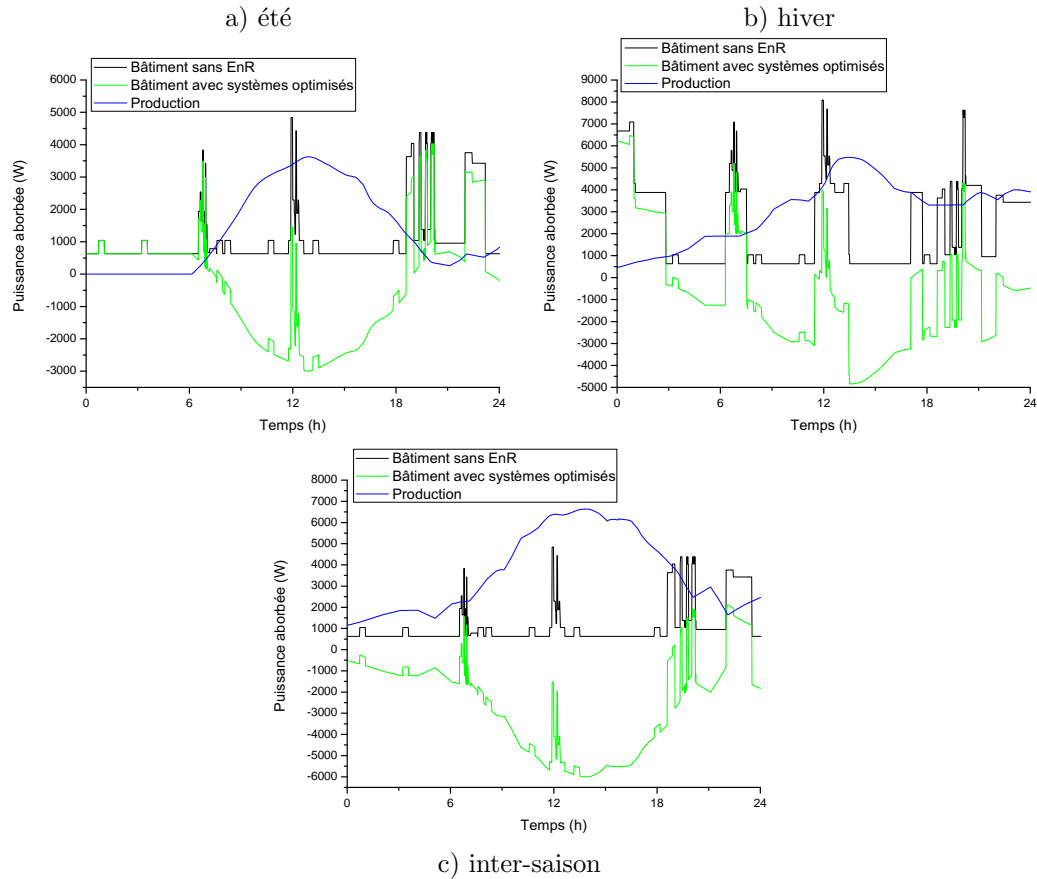 a) été
b) hiver
Bâtiment sans EnR
Bâtiment avec systèmes optimisés
Production
Puissance aborbée (W)
6000
5000
4000
3000
2000
1000
0
-1000
-2000
-3000
0 6 12 18 24
Temps (h)
Bâtiment sans EnR
Bâtiment avec systèmes optimisés
Production
Puissance aborbée (W)
9000
8000
7000
6000
5000
4000
3000
2000
1000
0
-1000
-2000
-3000
-4000
-5000
0 6 12 18 24
Temps (h)
Bâtiment sans EnR
Bâtiment avec systèmes optimisés
Production
Puissance aborbée (W)
8000
7000
6000
5000
4000
3000
2000
1000
0
-1000
-2000
-3000
-4000
-5000
-6000
0 6 12 18 24
Temps (h)
c) inter-saison